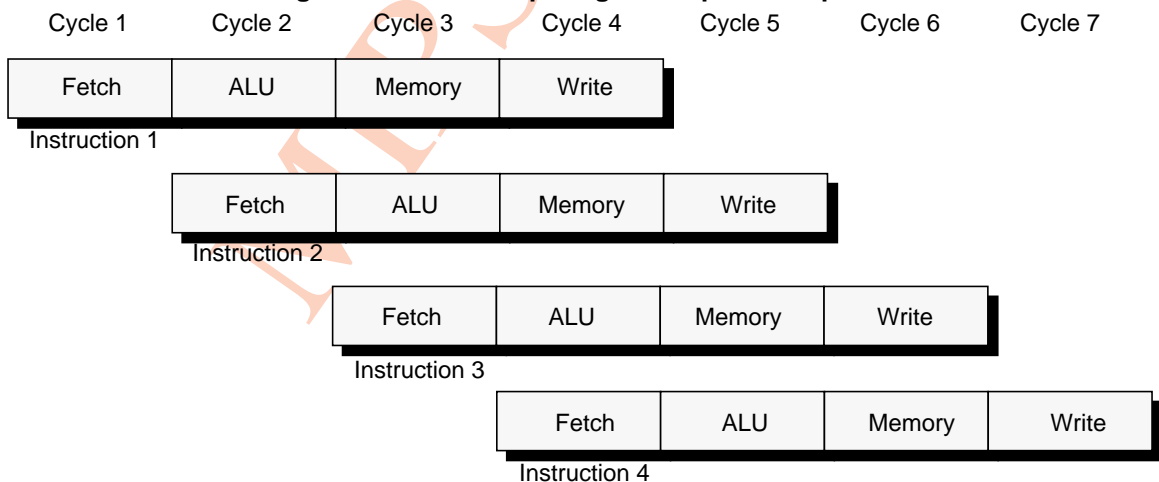 Cycle 1 Cycle 2 Cycle 3 Cycle 4 Cycle 5 Cycle 6 Cycle 7
Fetch ALU Memory Write
Instruction 1
Fetch ALU Memory Write
Instruction 2
Fetch ALU Memory Write
Instruction 3
Fetch ALU Memory Write
Instruction 4